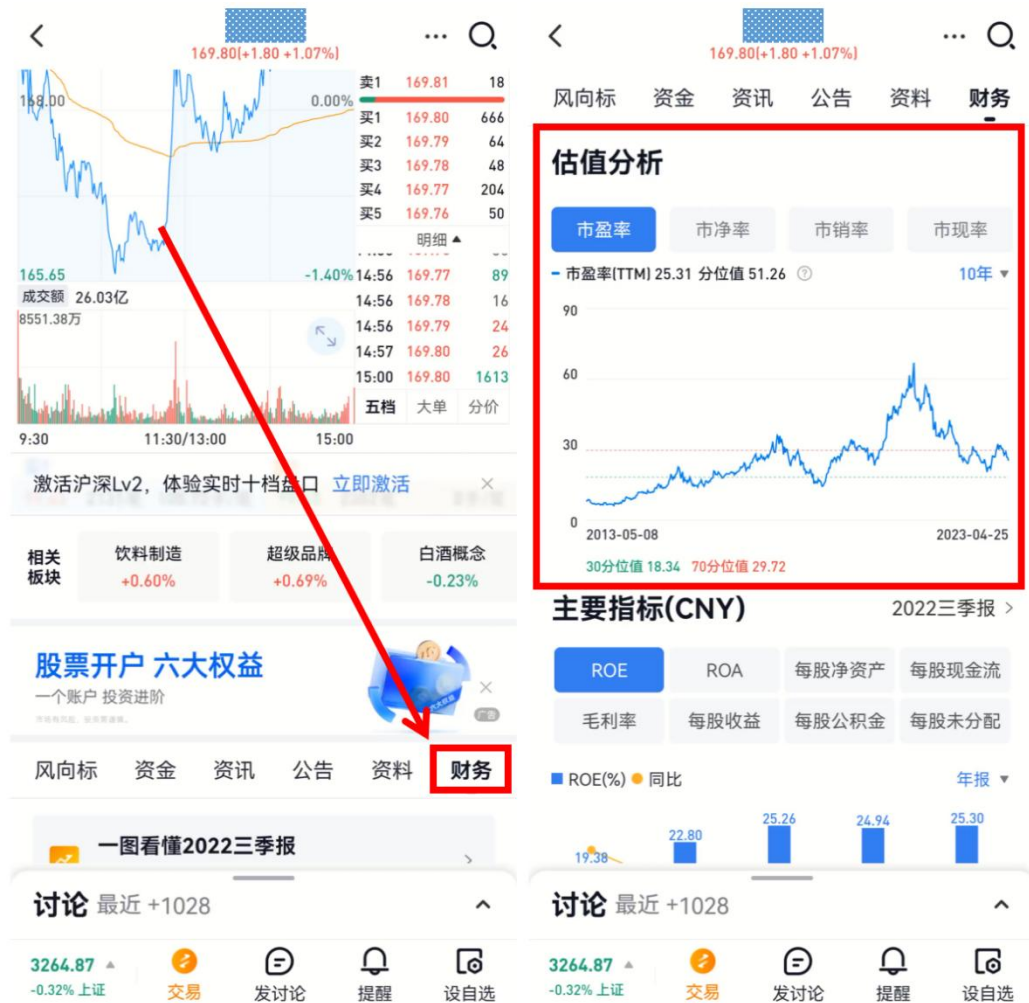 169.80(+1.80 +1.07%)
168.00
0.00%
卖1 169.81 18
买1 169.80 666
买2 169.79 64
买3 169.78 48
买4 169.77 204
买5 169.76 50
明细
165.65
-1.40%
14:56 169.77 89
成交额 26.03亿
14:56 169.78 16
8551.38万
14:56 169.79 24
14:57 169.80 26
15:00 169.80 1613
五档 大单 分价
9:30 11:30/13:00 15:00
激活沪深Lv2，体验实时十档盘口 立即激活
相关板块
饮料制造 +0.60%
超级品牌 +0.69%
白酒概念 -0.23%
股票开户 六大权益
一个账户 投资进阶
六大权益
广告
风向标 资金 资讯 公告 资料 财务
一图看懂2022三季报
讨论 最近 +1028
3264.87
-0.32% 上证
交易 发讨论 提醒 设自选
169.80(+1.80 +1.07%)
风向标 资金 资讯 公告 资料 财务
估值分析
市盈率 市净率 市销率 市现率
市盈率(TTM) 25.31 分位值 51.26 10年
90
60
30
0
2013-05-08 2023-04-25
30分位值 18.34 70分位值 29.72
主要指标(CNY) 2022三季报
ROE ROA 每股净资产 每股现金流
毛利率 每股收益 每股公积金 每股未分配
ROE(%) 同比 年报
19.38 22.80 25.26 24.94 25.30
讨论 最近 +1028
3264.87
-0.32% 上证
交易 发讨论 提醒 设自选